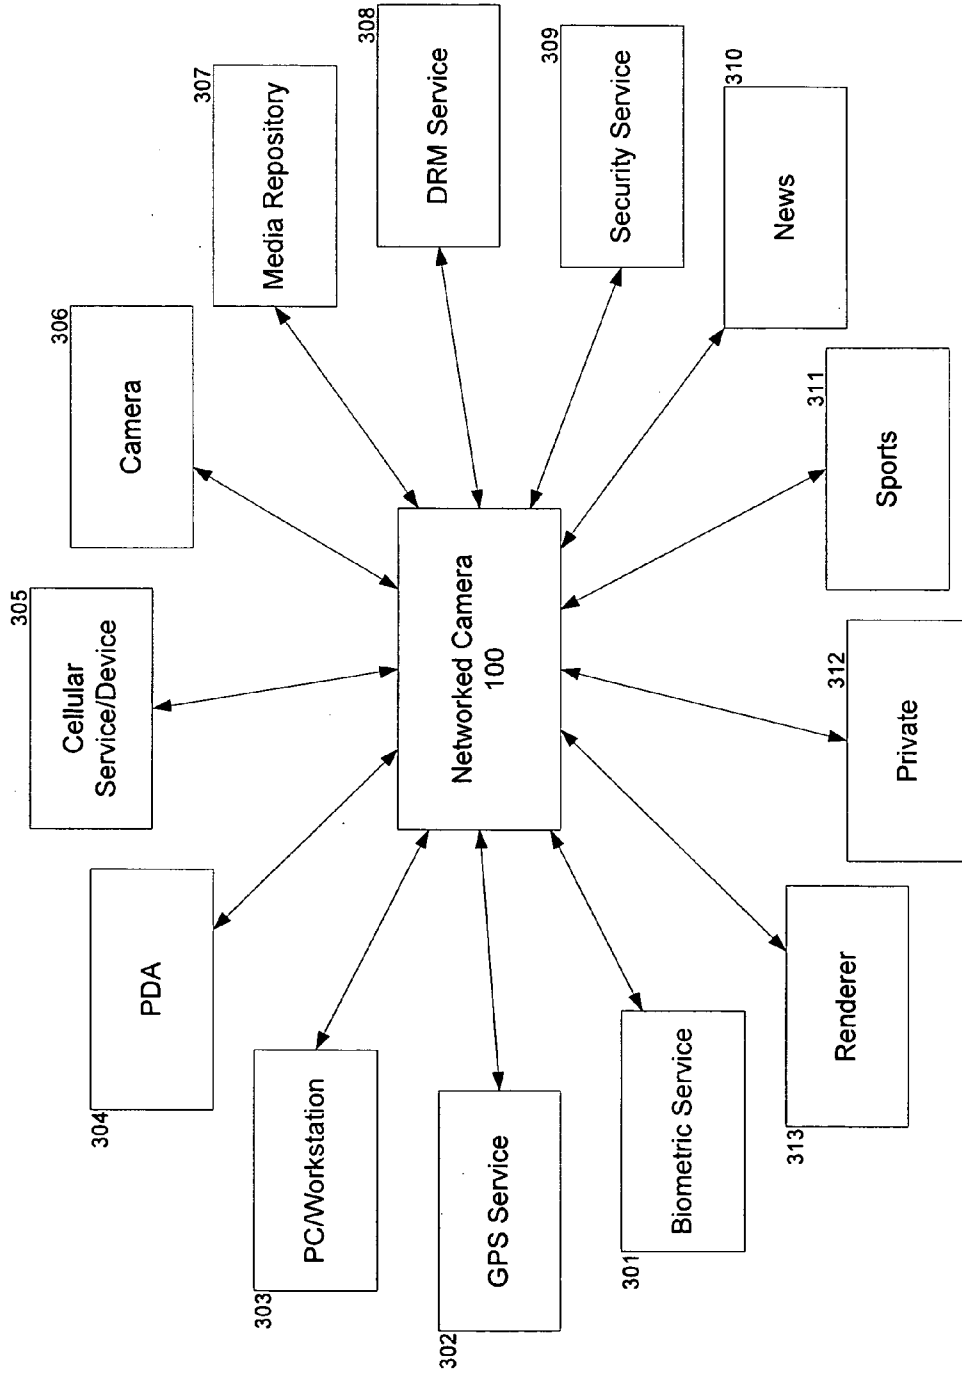 305
Cellular
Service/Device
304
PDA
306
Camera
303
PC/Workstation
307
Media Repository
302
GPS Service
Networked Camera
100
308
DRM Service
301
Biometric Service
309
Security Service
313
Renderer
310
News
312
Private
311
Sports